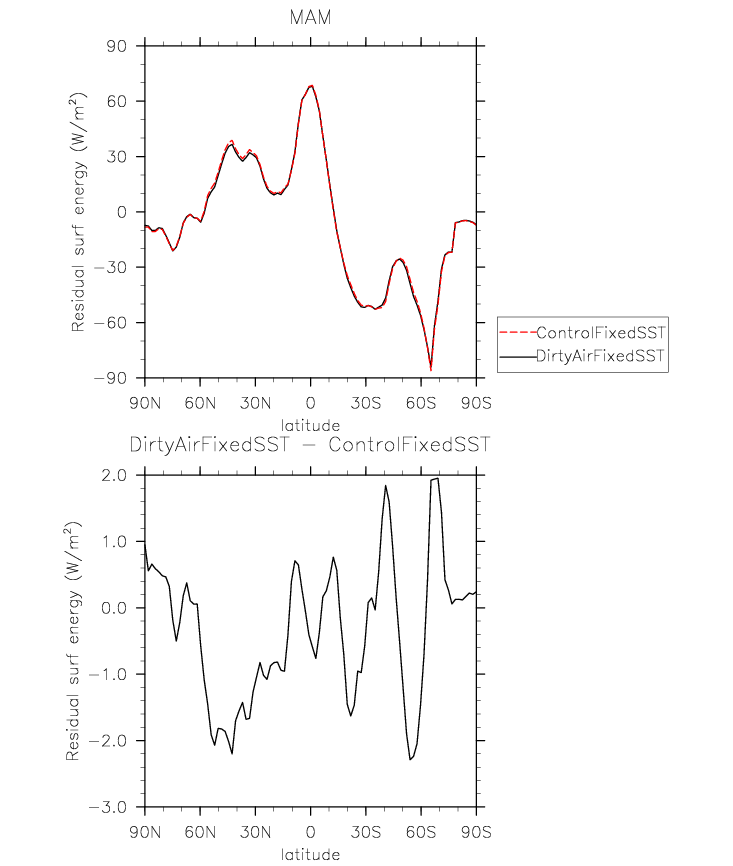 MAM
90
60
30
0
−30
−60
−90
Residual surf energy (W/m²)
90N 60N 30N 0 30S 60S 90S
latitude
ControlFixedSST
DirtyAirFixedSST
DirtyAirFixedSST − ControlFixedSST
2.0
1.0
0.0
−1.0
−2.0
−3.0
Residual surf energy (W/m²)
90N 60N 30N 0 30S 60S 90S
latitude